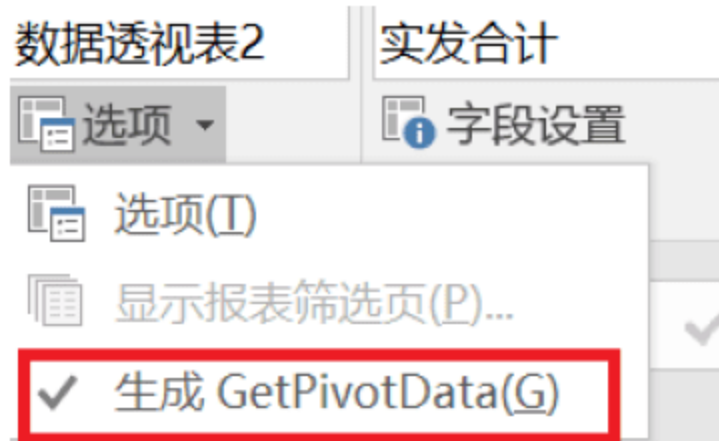 数据透视表2 实发合计
选项 字段设置
选项(T)
显示报表筛选页(P)...
生成 GetPivotData(G)